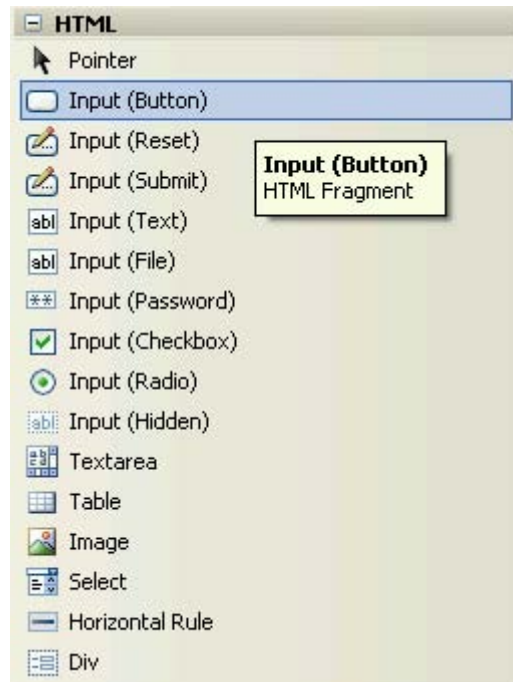 HTML
Pointer
Input (Button)
Input (Reset)
Input (Button)
HTML Fragment
Input (Submit)
Input (Text)
Input (File)
Input (Password)
Input (Checkbox)
Input (Radio)
Input (Hidden)
Textarea
Table
Image
Select
Horizontal Rule
Div